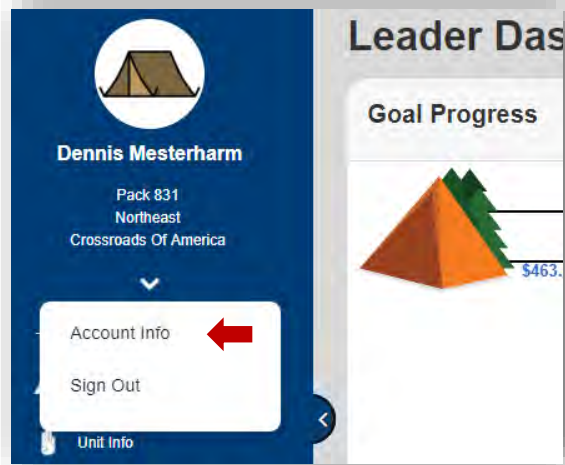 Leader Das
Goal Progress
Dennis Mesterharm
Pack 831
Northeast
Crossroads Of America
$463.
Account Info
Sign Out
Unit Info